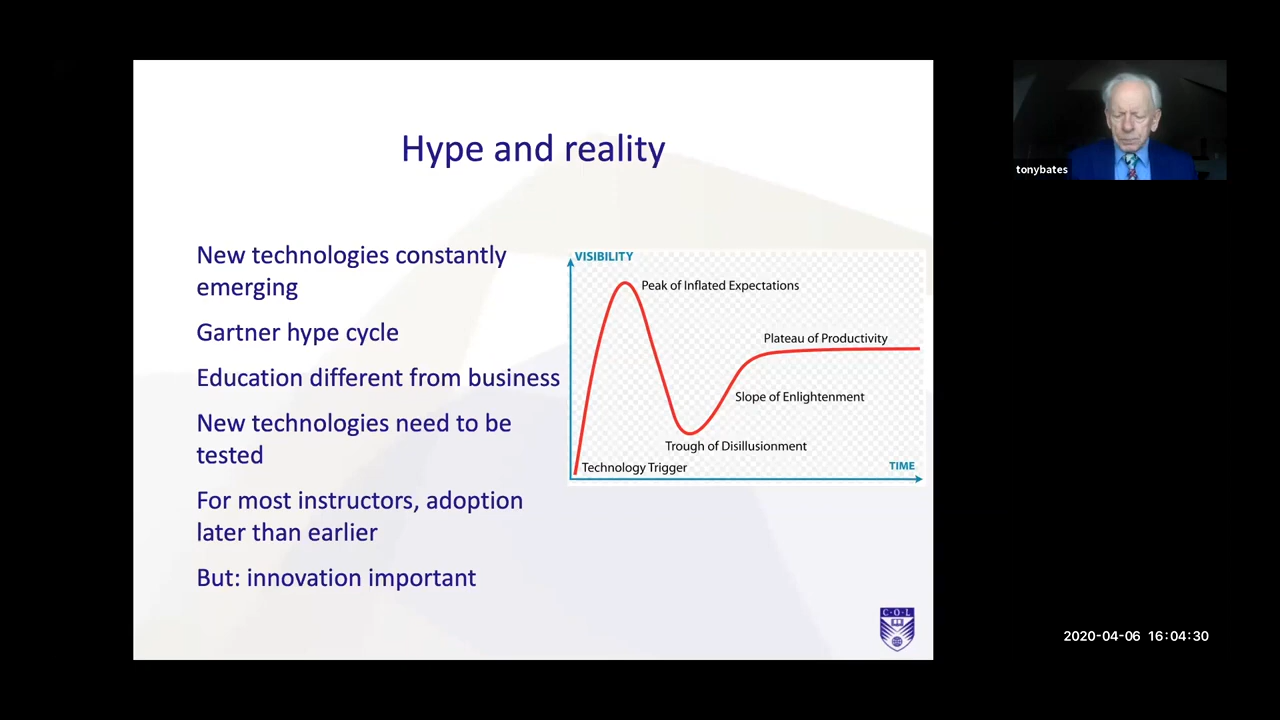 Hype and reality
New technologies constantly
emerging
Gartner hype cycle
Education different from business
New technologies need to be
tested
For most instructors, adoption
later than earlier
But: innovation important
VISIBILITY
Peak of Inflated Expectations
Plateau of Productivity
Slope of Enlightenment
Trough of Disillusionment
Technology Trigger
TIME
C·O·L
tonybates
2020-04-06 16:04:30